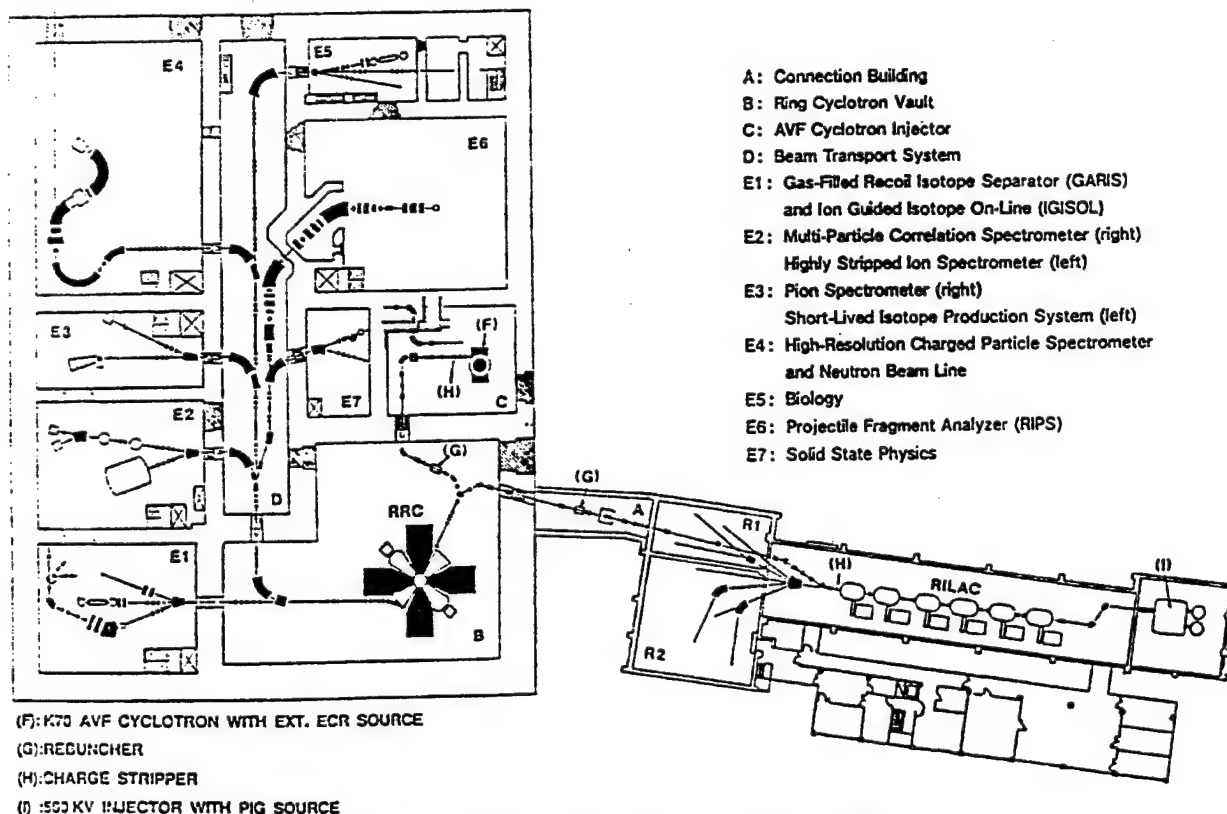 E4
E5
E6
E3
E7
(F)
(H)
C
E2
(G)
D
RRC
(G)
A
R1
E1
B
R2
(H)
RILAC
(I)
A: Connection Building
B: Ring Cyclotron Vault
C: AVF Cyclotron Injector
D: Beam Transport System
E1: Gas-Filled Recoil Isotope Separator (GARIS)
and Ion Guided Isotope On-Line (IGISOL)
E2: Multi-Particle Correlation Spectrometer (right)
Highly Stripped Ion Spectrometer (left)
E3: Pion Spectrometer (right)
Short-Lived Isotope Production System (left)
E4: High-Resolution Charged Particle Spectrometer
and Neutron Beam Line
E5: Biology
E6: Projectile Fragment Analyzer (RIPS)
E7: Solid State Physics
(F): K70 AVF CYCLOTRON WITH EXT. ECR SOURCE
(G):REBUNCHER
(H):CHARGE STRIPPER
(I) KV INJECTOR WITH PIG SOURCE